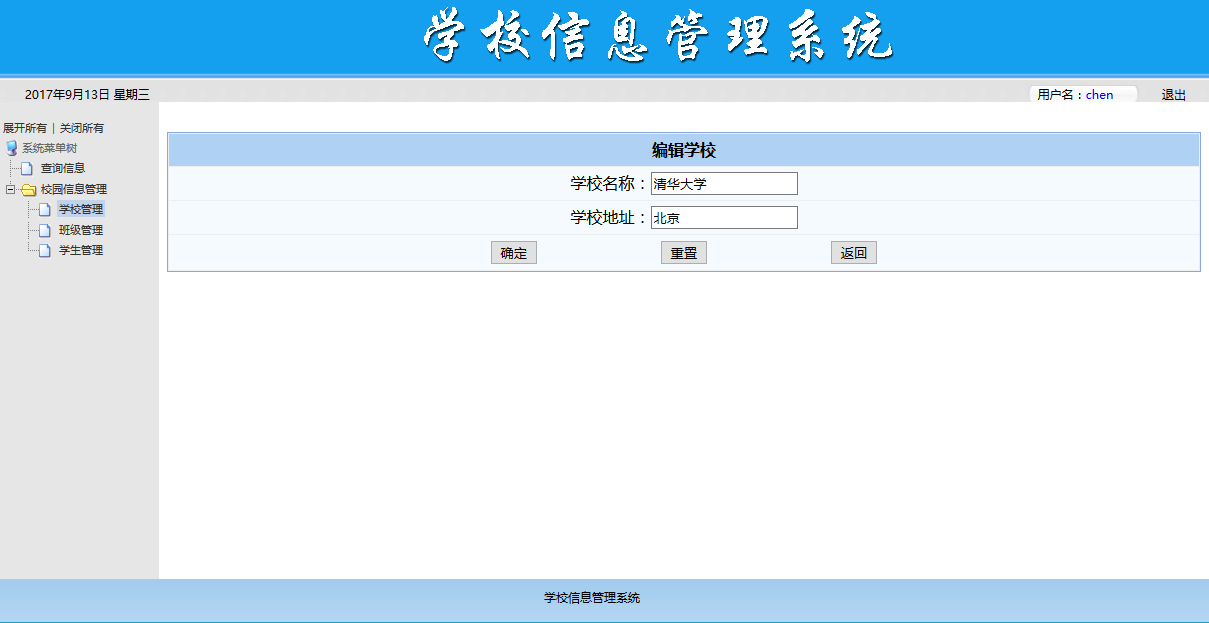 学校信息管理系统
2017年9月13日 星期三
用户名：chen 退出
展开所有 | 关闭所有
系统菜单树
查询信息
校园信息管理
学校管理
班级管理
学生管理
编辑学校
学校名称：清华大学
学校地址：北京
确定 重置 返回
学校信息管理系统